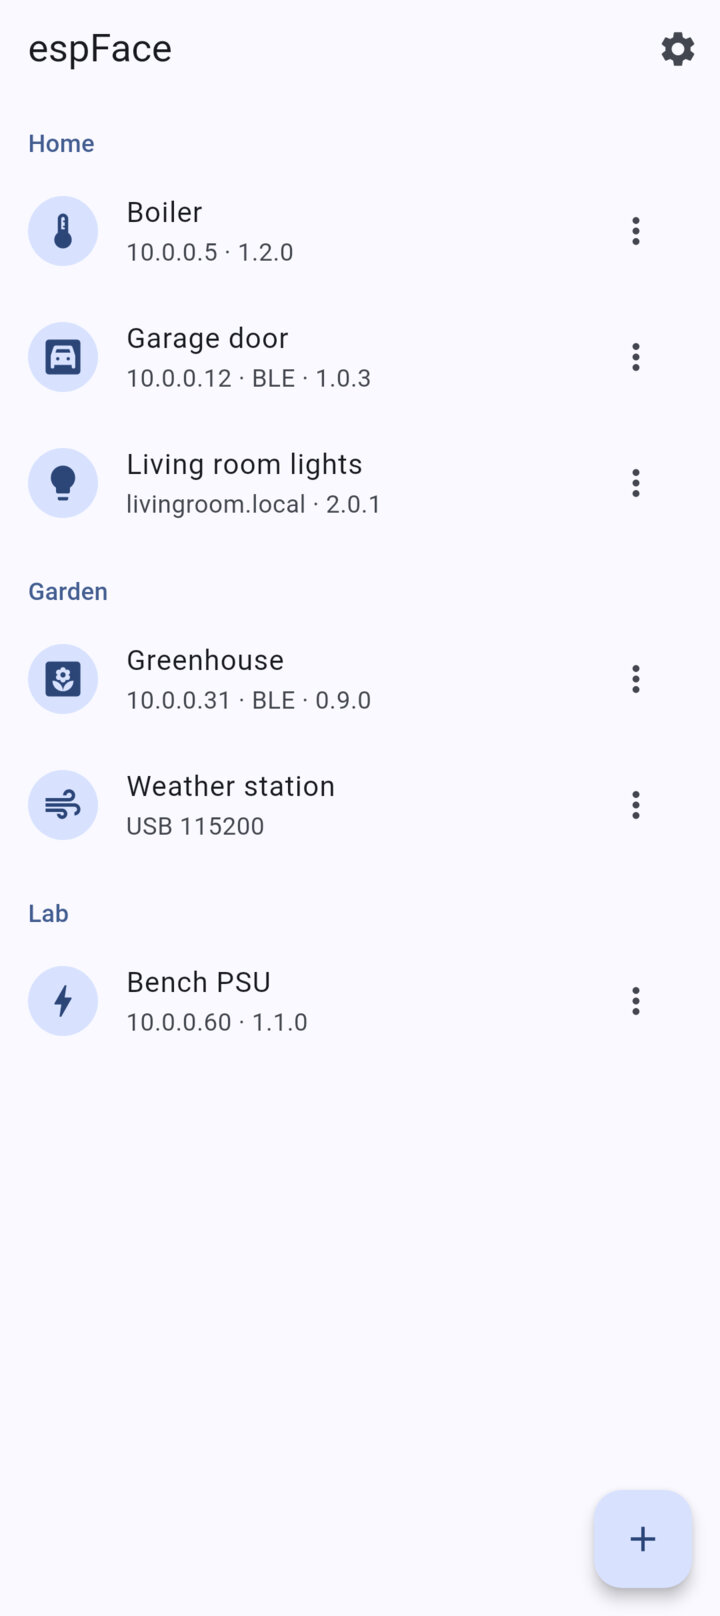 espFace
Home
Boiler
10.0.0.5 · 1.2.0
Garage door
10.0.0.12 · BLE · 1.0.3
Living room lights
livingroom.local · 2.0.1
Garden
Greenhouse
10.0.0.31 · BLE · 0.9.0
Weather station
USB 115200
Lab
Bench PSU
10.0.0.60 · 1.1.0